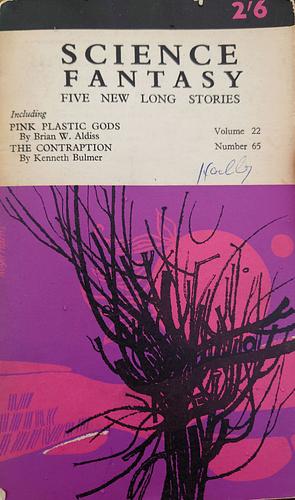 2/6
SCIENCE
FANTASY
FIVE NEW LONG STORIES
Including
PINK PLASTIC GODS
By Brian W. Aldiss
THE CONTRAPTION
By Kenneth Bulmer
Volume 22
Number 65